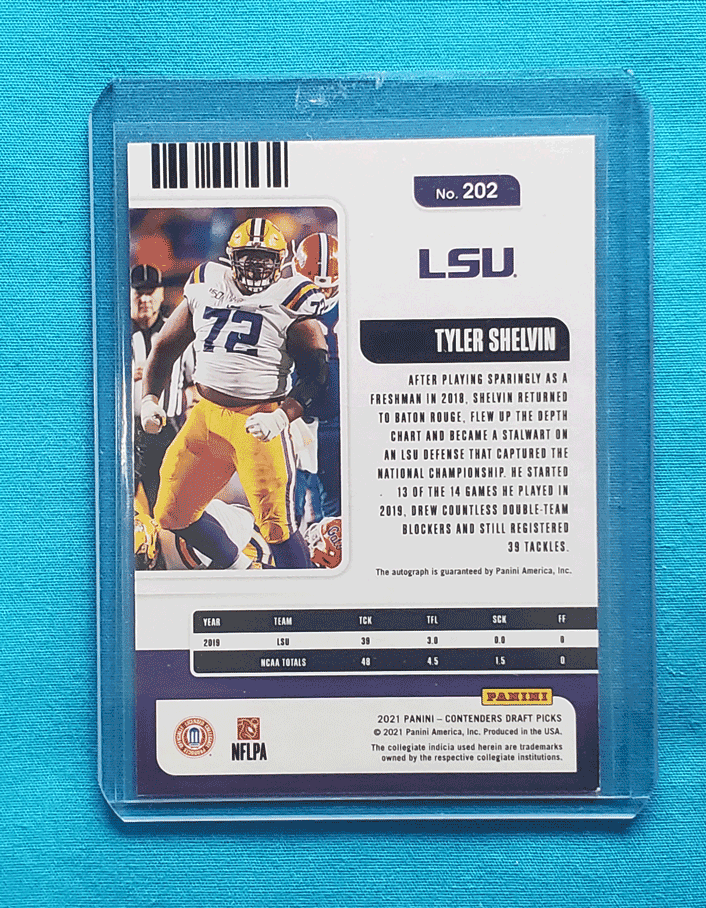 No. 202
LSU
TYLER SHELVIN
AFTER PLAYING SPARINGLY AS A
FRESHMAN IN 2018, SHELVIN RETURNED
TO BATON ROUGE, FLEW UP THE DEPTH
CHART AND BECAME A STALWART ON
AN LSU DEFENSE THAT CAPTURED THE
NATIONAL CHAMPIONSHIP. HE STARTED
13 OF THE 14 GAMES HE PLAYED IN
2019, DREW COUNTLESS DOUBLE-TEAM
BLOCKERS AND STILL REGISTERED
39 TACKLES.
The autograph is guaranteed by Panini America, Inc.
72
72
YEAR TEAM TCK TFL SCK FF
2019 LSU 39 3.0 0.0 0
NCAA TOTALS 40 4.5 1.5 0
PANINI
2021 PANINI – CONTENDERS DRAFT PICKS
© 2021 Panini America, Inc. Produced in the USA.
The collegiate indicia used herein are trademarks
owned by the respective collegiate institutions.
NFLPA